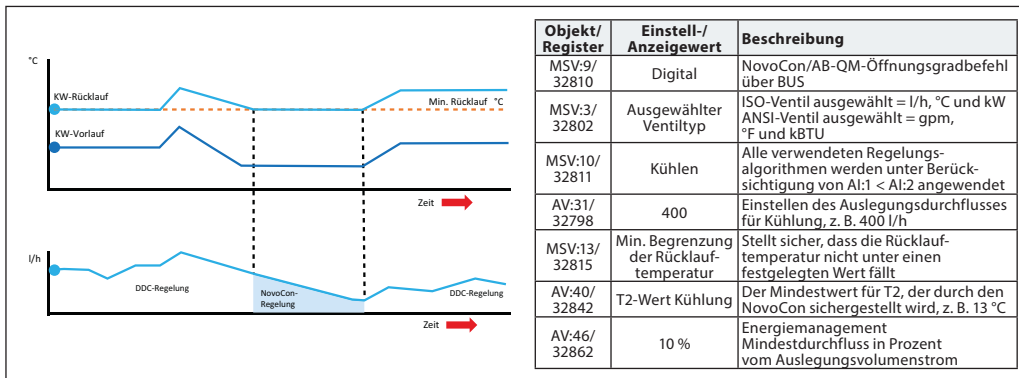 °C
KW-Rücklauf
Min. Rücklauf °C
KW-Vorlauf
Zeit
l/h
DDC-Regelung
NovoCon-
Regelung
DDC-Regelung
Zeit
Objekt/
Register
Einstell-/
Anzeigewert
Beschreibung
MSV:9/
32810
Digital
NovoCon/AB-QM-Öffnungsgradbefehl
über BUS
MSV:3/
32802
Ausgewählter
Ventiltyp
ISO-Ventil ausgewählt = l/h, °C und kW
ANSI-Ventil ausgewählt = gpm,
°F und kBTU
MSV:10/
32811
Kühlen
Alle verwendeten Regelungs-
algorithmen werden unter Berück-
sichtigung von AI:1 < AI:2 angewendet
AV:31/
32798
400
Einstellen des Auslegungsdurchflusses
für Kühlung, z. B. 400 l/h
MSV:13/
32815
Min. Begrenzung
der Rücklauf-
temperatur
Stellt sicher, dass die Rücklauf-
temperatur nicht unter einen
festgelegten Wert fällt
AV:40/
32842
T2-Wert Kühlung
Der Mindestwert für T2, der durch den
NovoCon sichergestellt wird, z. B. 13 °C
AV:46/
32862
10 %
Energiemanagement
Mindestdurchfluss in Prozent
vom Auslegungsvolumenstrom